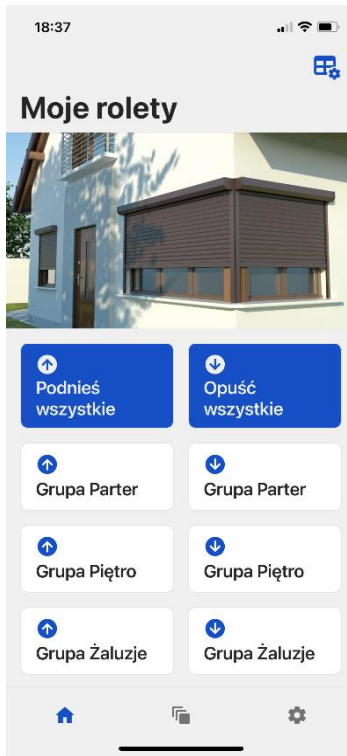 18:37
Moje rolety
Podnieś
wszystkie
Opuść
wszystkie
Grupa Parter
Grupa Parter
Grupa Piętro
Grupa Piętro
Grupa Żaluzje
Grupa Żaluzje